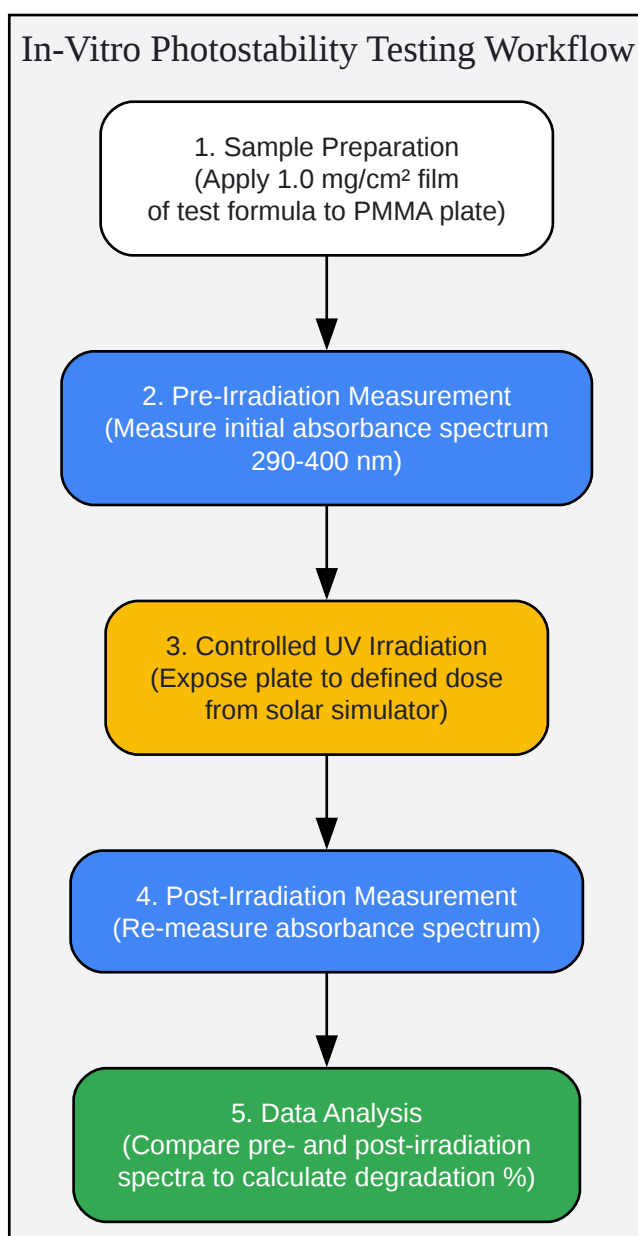 In-Vitro Photostability Testing Workflow
1. Sample Preparation
(Apply 1.0 mg/cm² film
of test formula to PMMA plate)
2. Pre-Irradiation Measurement
(Measure initial absorbance spectrum
290-400 nm)
3. Controlled UV Irradiation
(Expose plate to defined dose
from solar simulator)
4. Post-Irradiation Measurement
(Re-measure absorbance spectrum)
5. Data Analysis
(Compare pre- and post-irradiation
spectra to calculate degradation %)